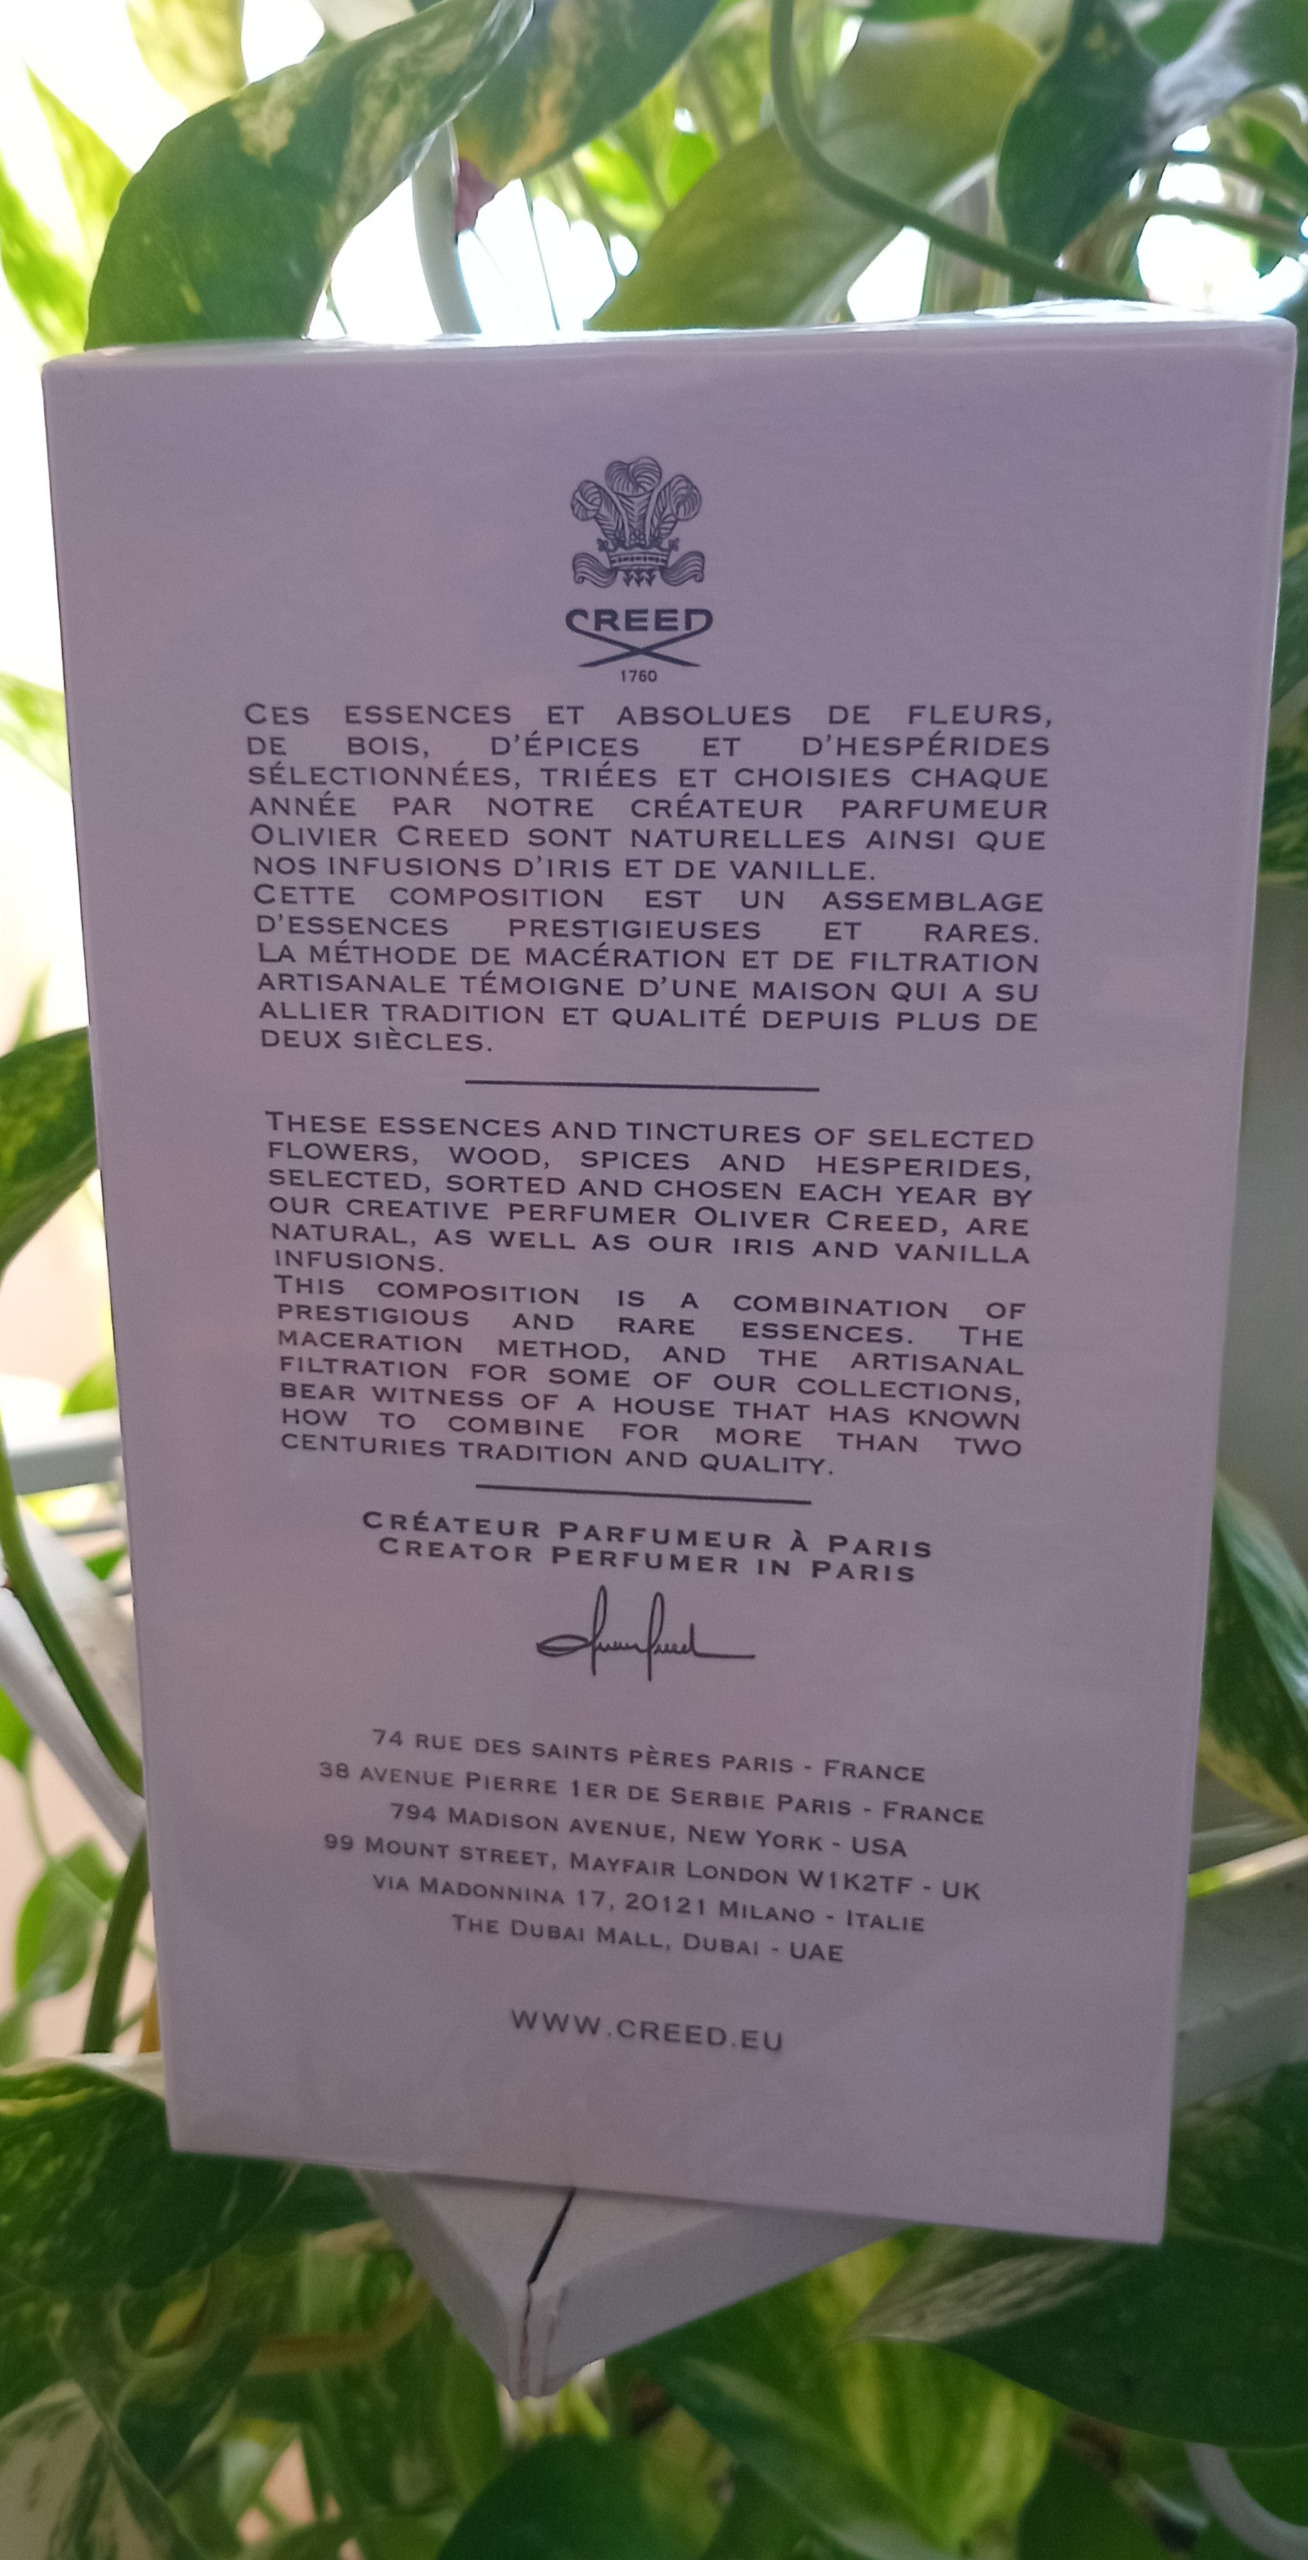 CREED
1760
CES ESSENCES ET ABSOLUES DE FLEURS,
DE BOIS, D'ÉPICES ET D'HESPÉRIDES
SÉLECTIONNÉES, TRIÉES ET CHOISIES CHAQUE
ANNÉE PAR NOTRE CRÉATEUR PARFUMEUR
OLIVIER CREED SONT NATURELLES AINSI QUE
NOS INFUSIONS D'IRIS ET DE VANILLE.
CETTE COMPOSITION EST UN ASSEMBLAGE
D'ESSENCES PRESTIGIEUSES ET RARES.
LA MÉTHODE DE MACÉRATION ET DE FILTRATION
ARTISANALE TÉMOIGNE D'UNE MAISON QUI A SU
ALLIER TRADITION ET QUALITÉ DEPUIS PLUS DE
DEUX SIÈCLES.
THESE ESSENCES AND TINCTURES OF SELECTED
FLOWERS, WOOD, SPICES AND HESPERIDES,
SELECTED, SORTED AND CHOSEN EACH YEAR BY
OUR CREATIVE PERFUMER OLIVER CREED, ARE
NATURAL, AS WELL AS OUR IRIS AND VANILLA
INFUSIONS.
THIS COMPOSITION IS A COMBINATION OF
PRESTIGIOUS AND RARE ESSENCES. THE
MACERATION METHOD, AND THE ARTISANAL
FILTRATION FOR SOME OF OUR COLLECTIONS,
BEAR WITNESS OF A HOUSE THAT HAS KNOWN
HOW TO COMBINE FOR MORE THAN TWO
CENTURIES TRADITION AND QUALITY.
CRÉATEUR PARFUMEUR À PARIS
CREATOR PERFUMER IN PARIS
74 RUE DES SAINTS PÈRES PARIS - FRANCE
38 AVENUE PIERRE 1ER DE SERBIE PARIS - FRANCE
794 MADISON AVENUE, NEW YORK - USA
99 MOUNT STREET, MAYFAIR LONDON W1K2TF - UK
VIA MADONNINA 17, 20121 MILANO - ITALIE
THE DUBAI MALL, DUBAI - UAE
WWW.CREED.EU